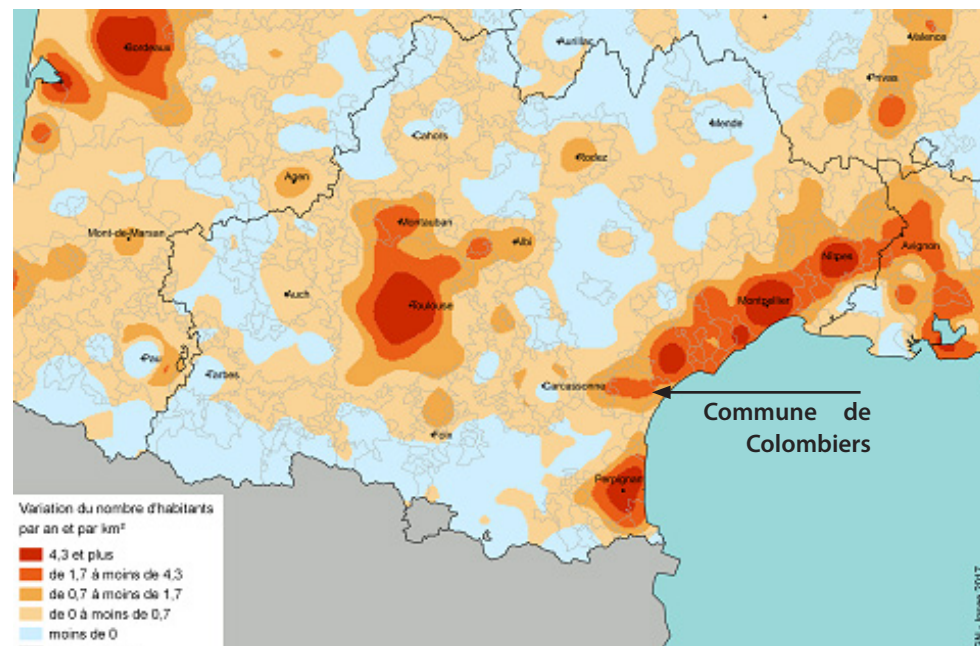 Bordeaux
Aurillac
Valence
Privas
Cahors
Mende
Rodez
Agen
Mont-de-Marsan
Montauban
Albi
Nîmes
Avignon
Auch
Toulouse
Montpellier
Pau
Tarbes
Carcassonne
Commune de
Colombiers
Foix
Perpignan
Variation du nombre d'habitants
par an et par km²
4,3 et plus
de 1,7 à moins de 4,3
de 0,7 à moins de 1,7
de 0 à moins de 0,7
moins de 0
Insee 2017